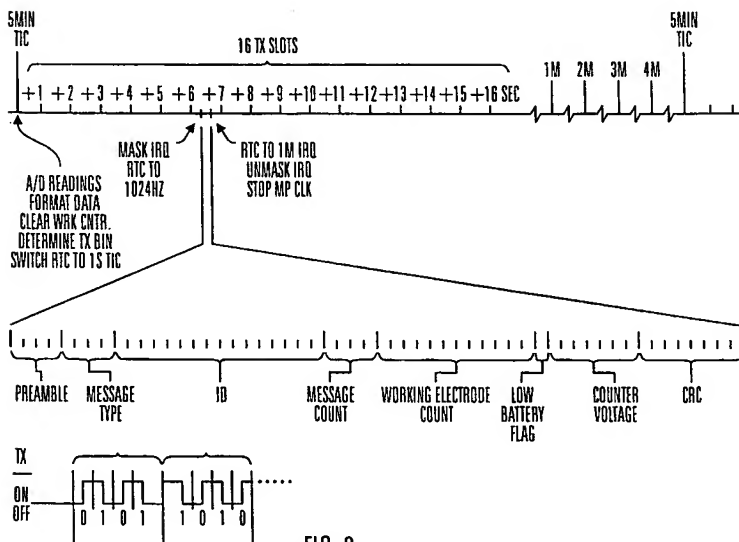 5MIN
TIC
16 TX SLOTS
5MIN
TIC
1M 2M 3M 4M
+1 +2 +3 +4 +5 +6 +7 +8 +9 +10 +11 +12 +13 +14 +15 +16 SEC
MASK IRQ
RTC TO
1024HZ
RTC TO 1M IRQ
UNMASK IRQ
STOP MP CLK
A/D READINGS
FORMAT DATA
CLEAR WRK CNTR.
DETERMINE TX BIN
SWITCH RTC TO 1S TIC
PREAMBLE
MESSAGE
TYPE
ID
MESSAGE
COUNT
WORKING ELECTRODE
COUNT
LOW
BATTERY
FLAG
COUNTER
VOLTAGE
CRC
TX
ON
OFF
0 1 0 1 1 0 1 0